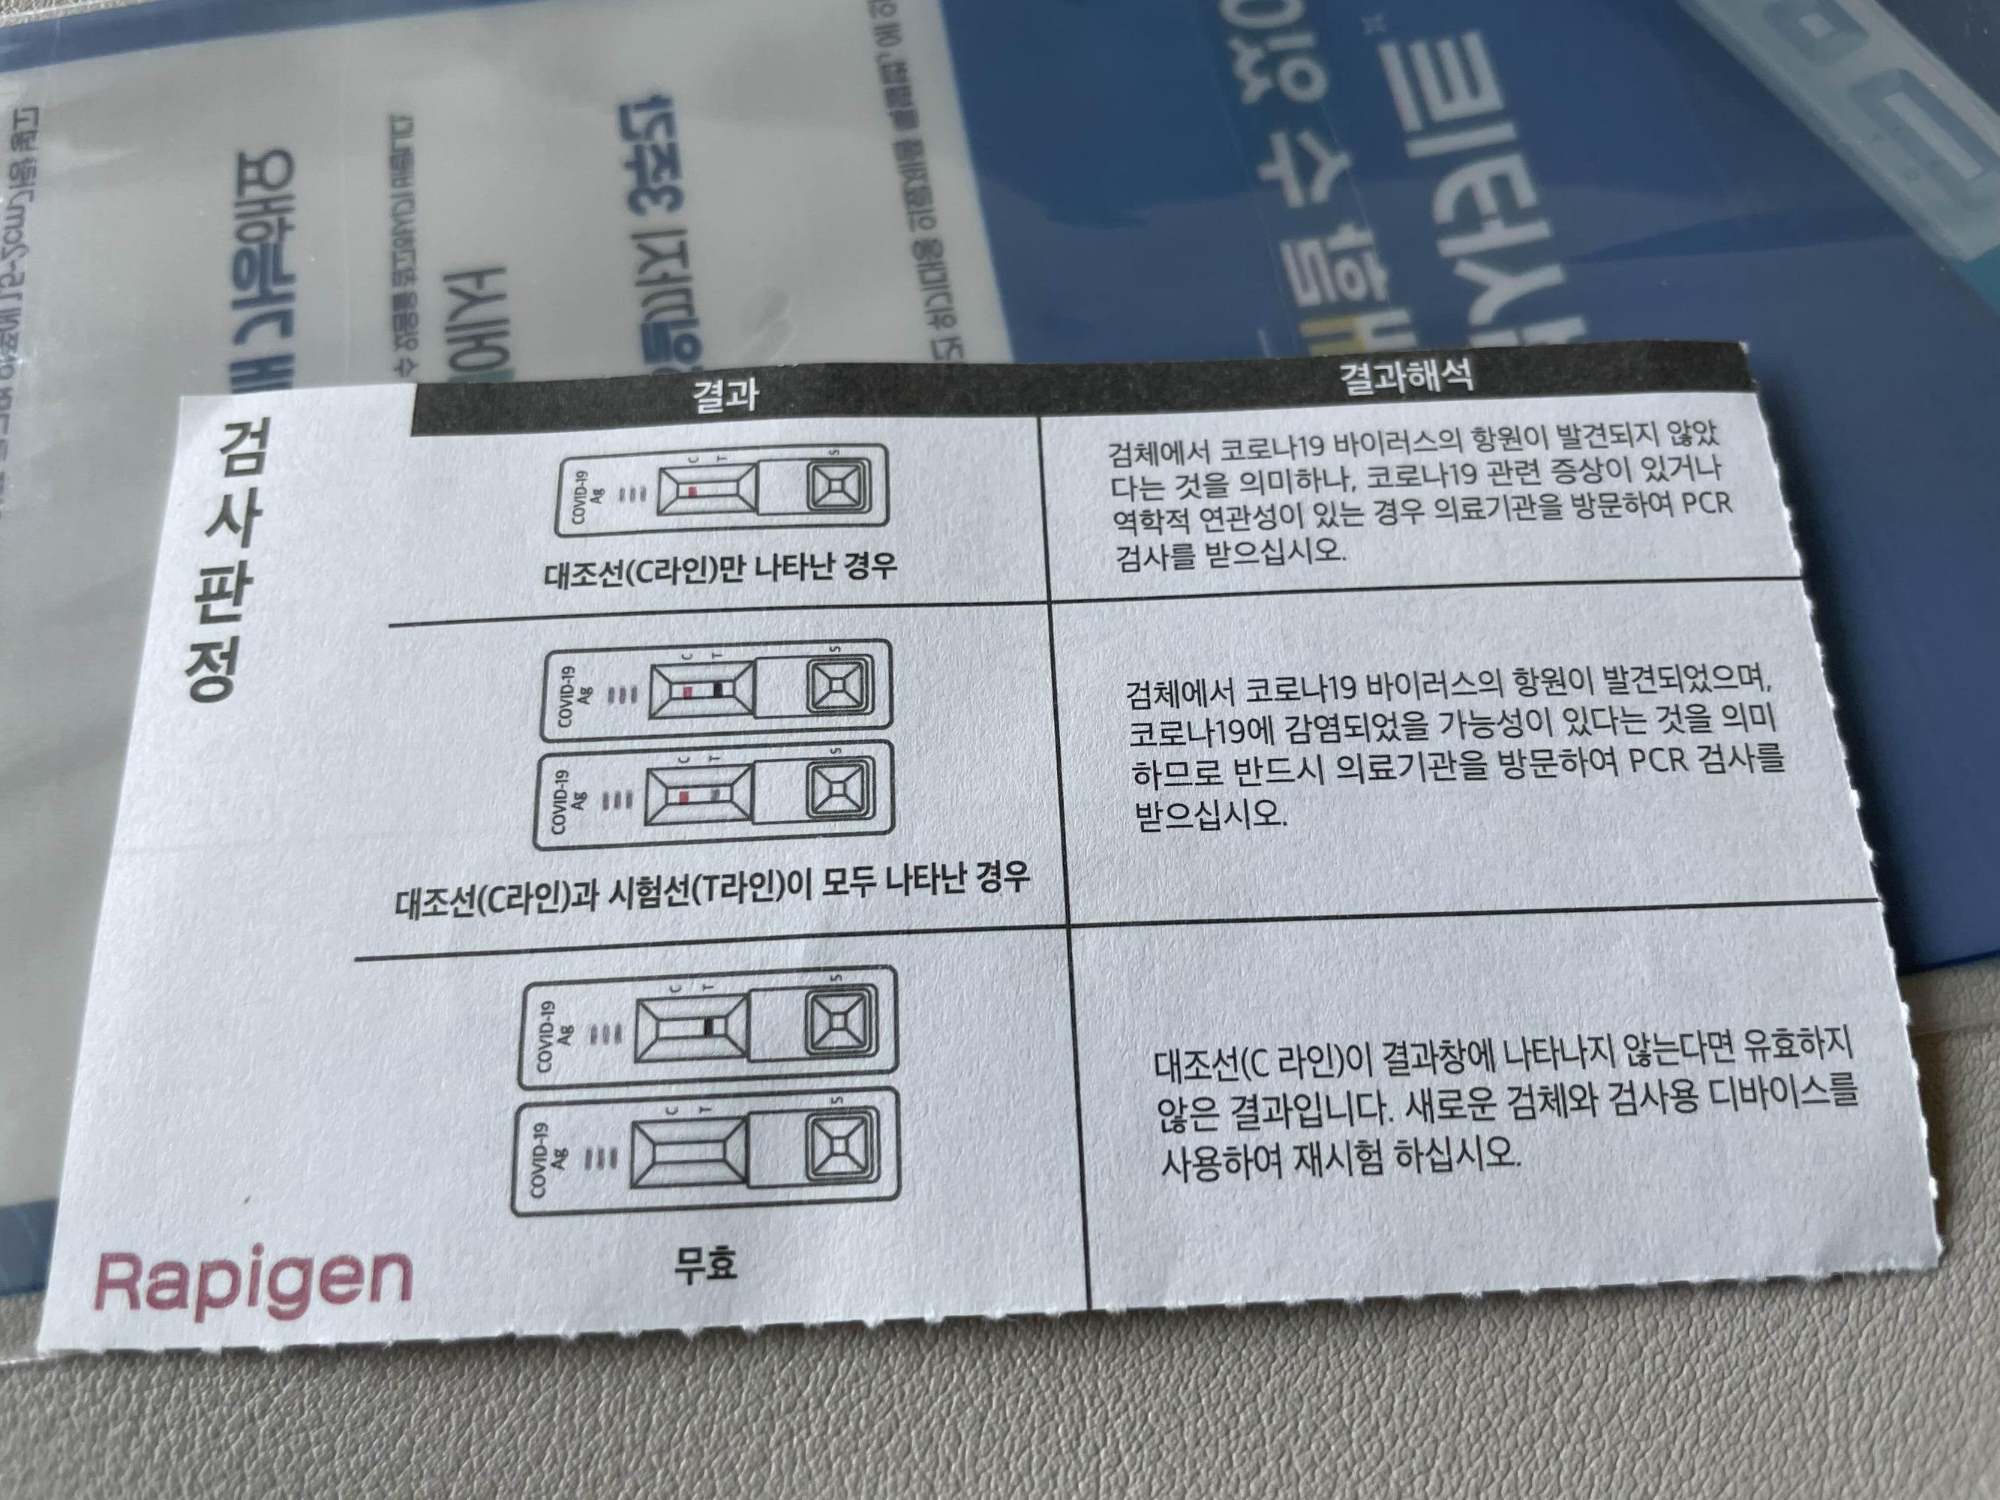 결과
결과해석
검사판정
COVID-19
Ag
C
T
S
대조선(C라인)만 나타난 경우
검체에서 코로나19 바이러스의 항원이 발견되지 않았
다는 것을 의미하나, 코로나19 관련 증상이 있거나
역학적 연관성이 있는 경우 의료기관을 방문하여 PCR
검사를 받으십시오.
COVID-19
Ag
C
T
S
COVID-19
Ag
C
T
S
대조선(C라인)과 시험선(T라인)이 모두 나타난 경우
검체에서 코로나19 바이러스의 항원이 발견되었으며,
코로나19에 감염되었을 가능성이 있다는 것을 의미
하므로 반드시 의료기관을 방문하여 PCR 검사를
받으십시오.
COVID-19
Ag
C
T
S
COVID-19
Ag
C
T
S
무효
대조선(C 라인)이 결과창에 나타나지 않는다면 유효하지
않은 결과입니다. 새로운 검체와 검사용 디바이스를
사용하여 재시험 하십시오.
Rapigen